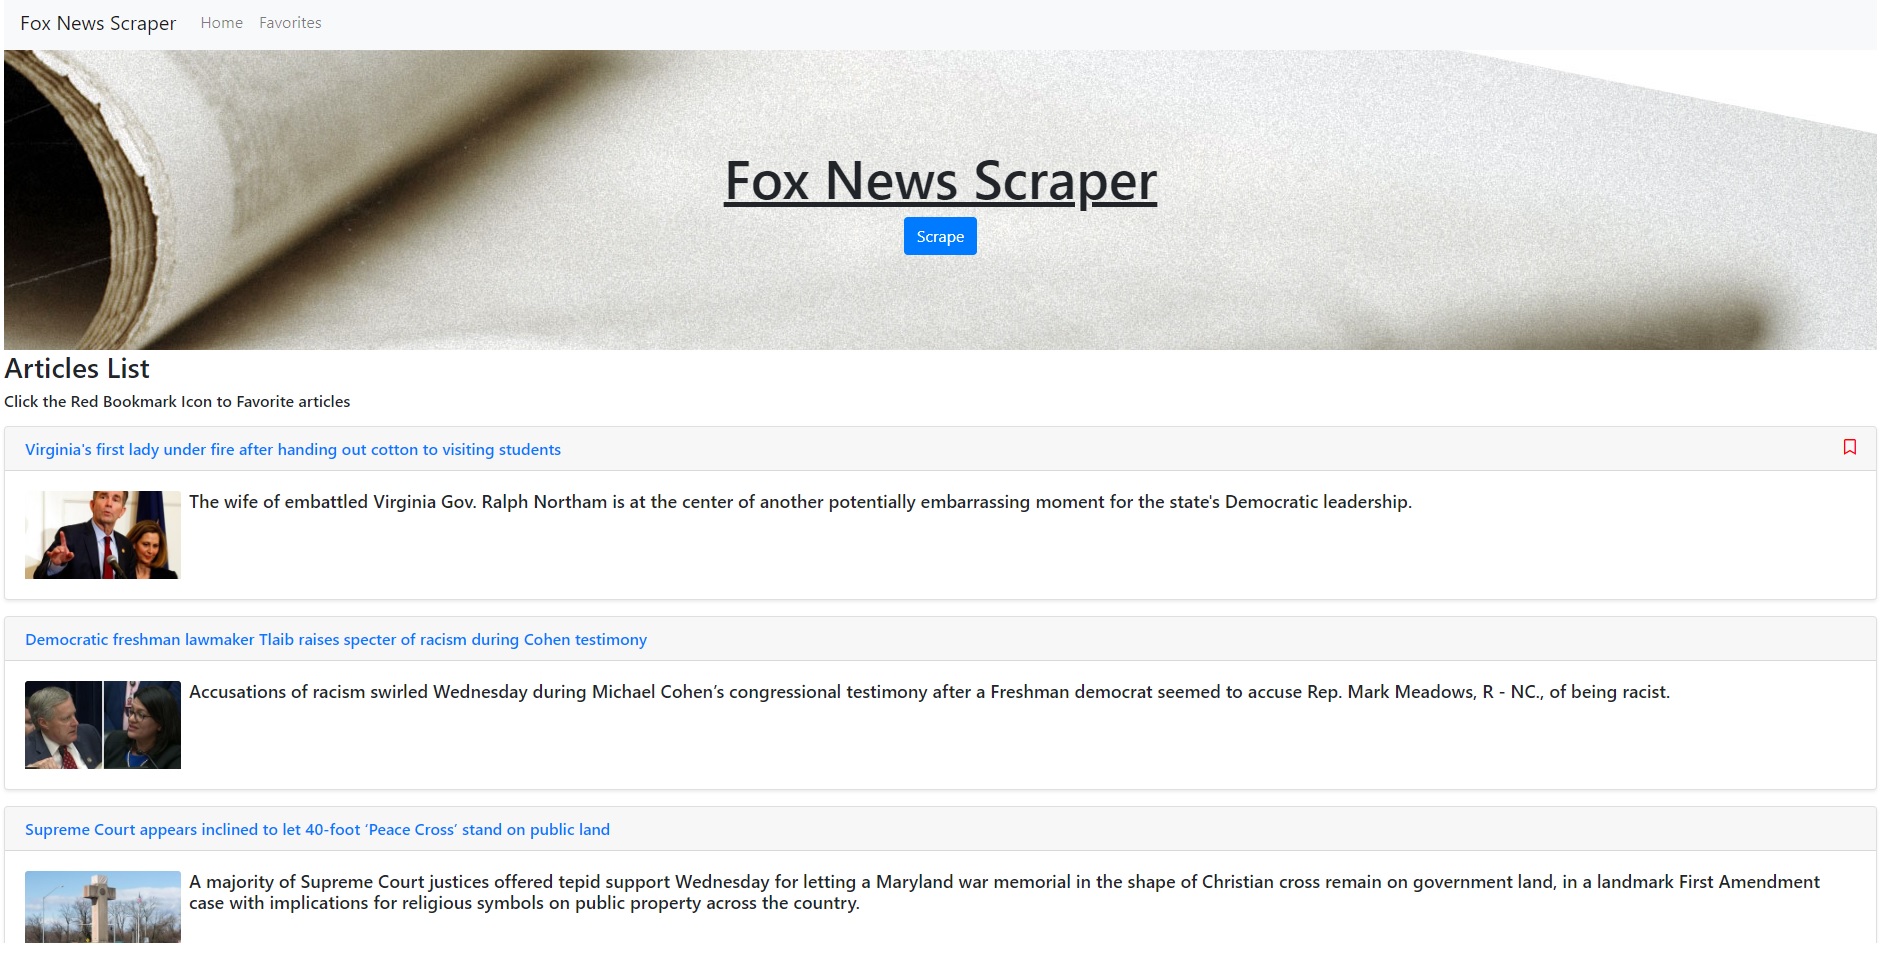 Fox News Scraper Home Favorites
Fox News Scraper
Scrape
Articles List
Click the Red Bookmark Icon to Favorite articles
Virginia's first lady under fire after handing out cotton to visiting students
The wife of embattled Virginia Gov. Ralph Northam is at the center of another potentially embarrassing moment for the state's Democratic leadership.
Democratic freshman lawmaker Tlaib raises specter of racism during Cohen testimony
Accusations of racism swirled Wednesday during Michael Cohen’s congressional testimony after a Freshman democrat seemed to accuse Rep. Mark Meadows, R - NC., of being racist.
Supreme Court appears inclined to let 40-foot ‘Peace Cross’ stand on public land
A majority of Supreme Court justices offered tepid support Wednesday for letting a Maryland war memorial in the shape of Christian cross remain on government land, in a landmark First Amendment
case with implications for religious symbols on public property across the country.